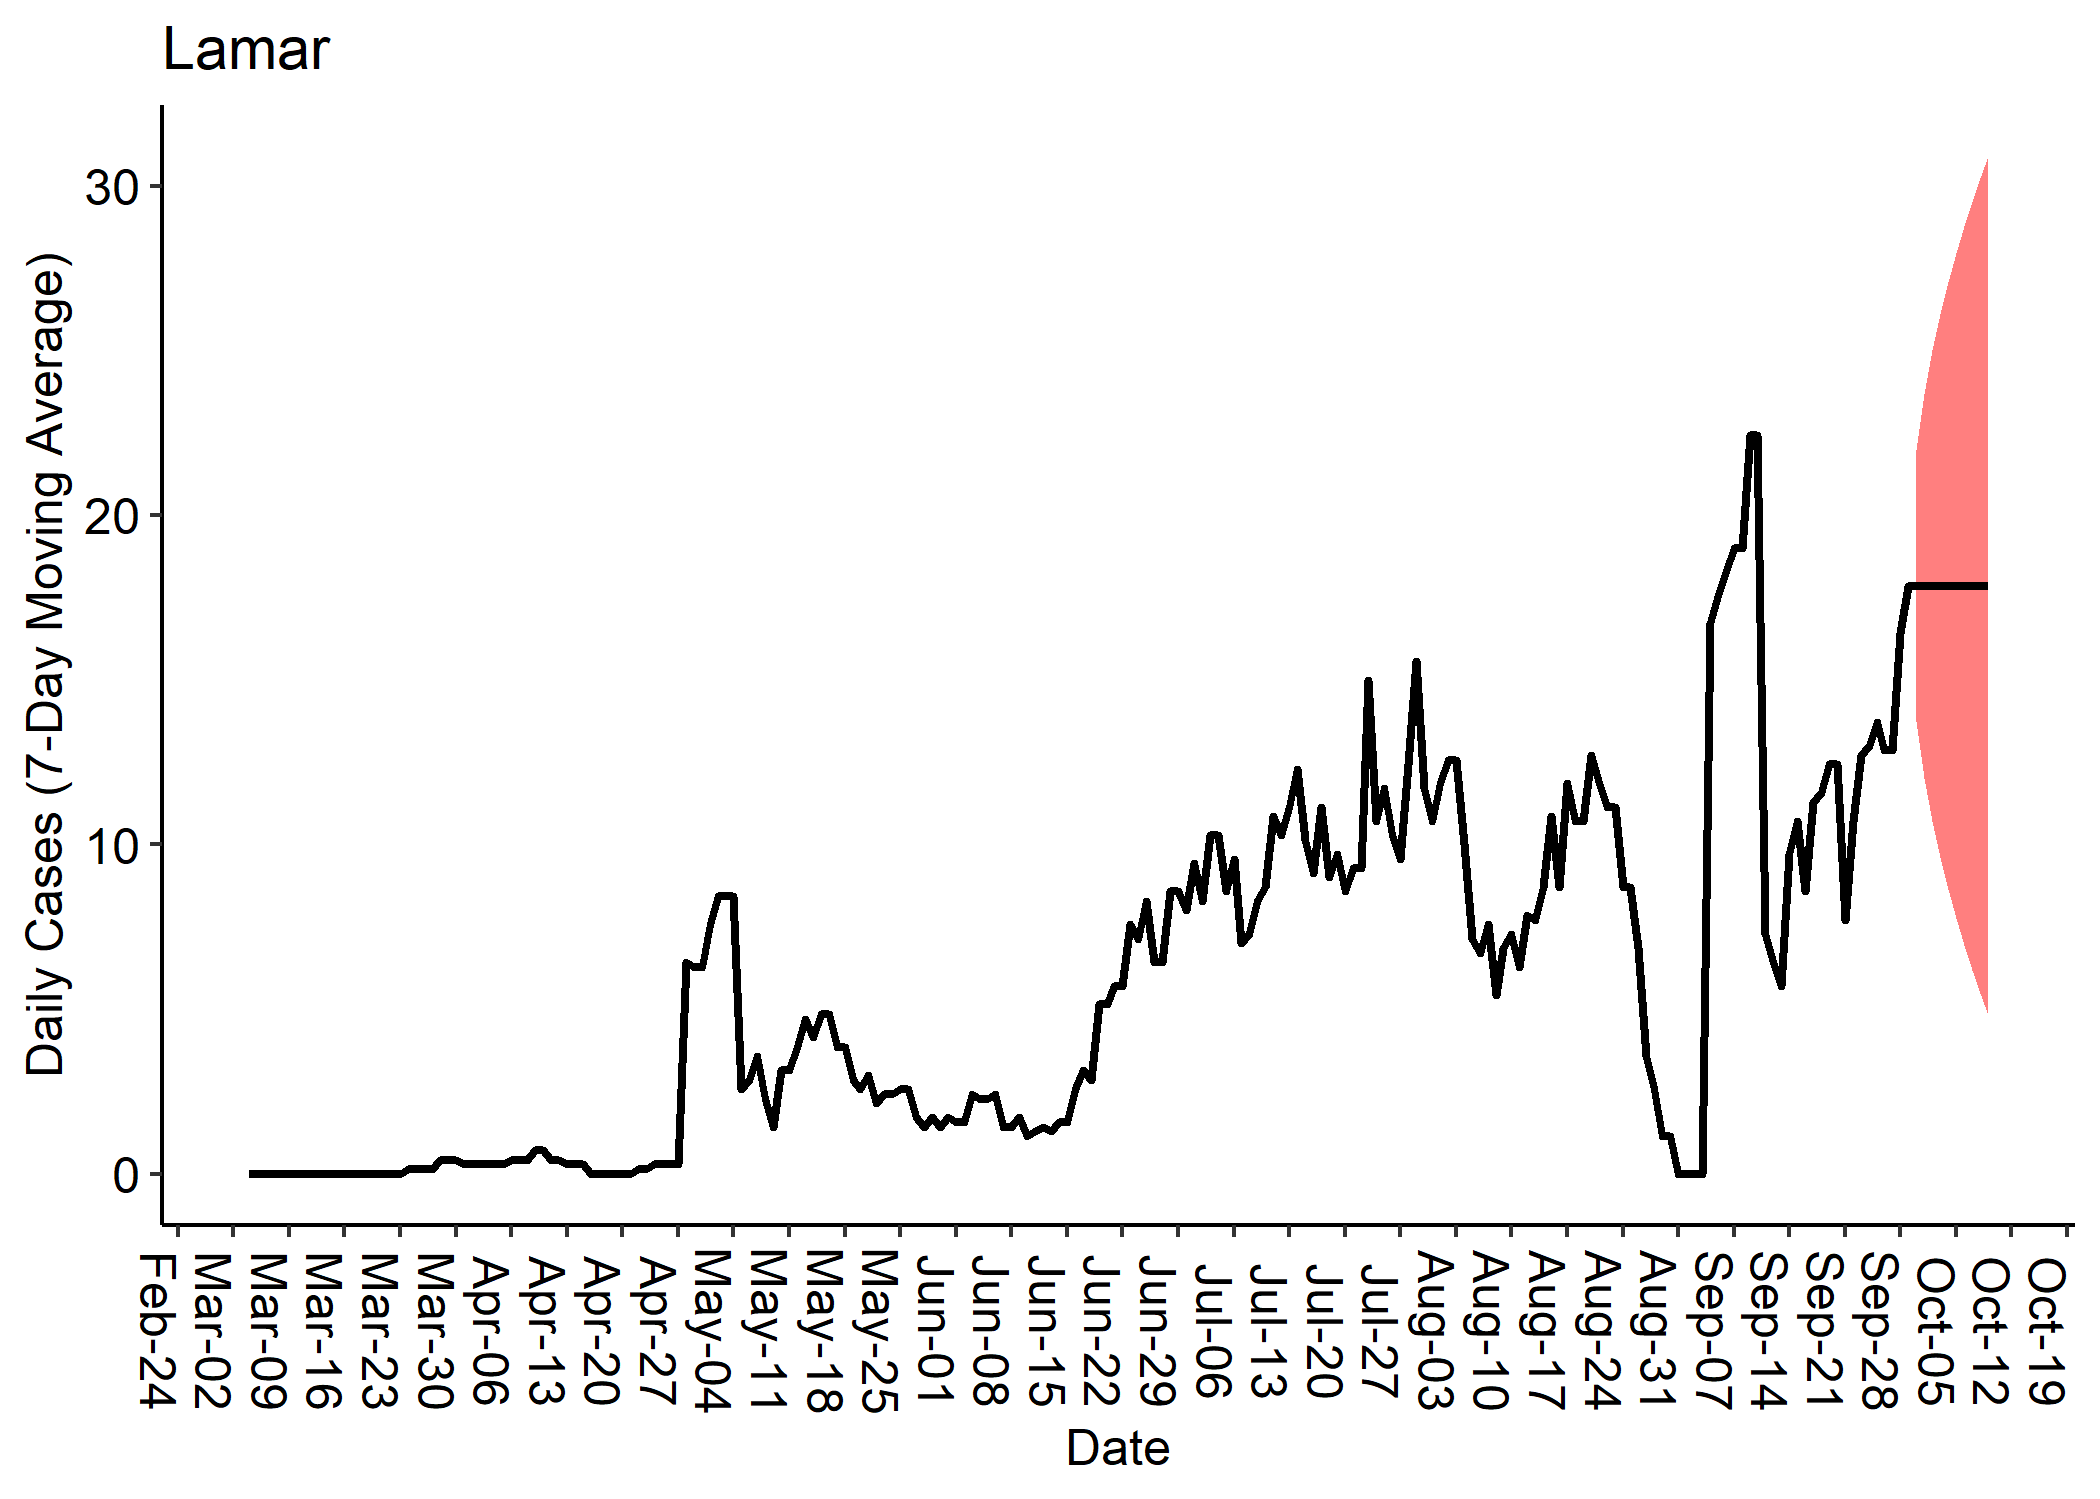 Lamar
Daily Cases (7-Day Moving Average)
30
20
10
0
Feb-24
Mar-02
Mar-09
Mar-16
Mar-23
Mar-30
Apr-06
Apr-13
Apr-20
Apr-27
May-04
May-11
May-18
May-25
Jun-01
Jun-08
Jun-15
Jun-22
Jun-29
Jul-06
Jul-13
Jul-20
Jul-27
Aug-03
Aug-10
Aug-17
Aug-24
Aug-31
Sep-07
Sep-14
Sep-21
Sep-28
Oct-05
Oct-12
Oct-19
Date